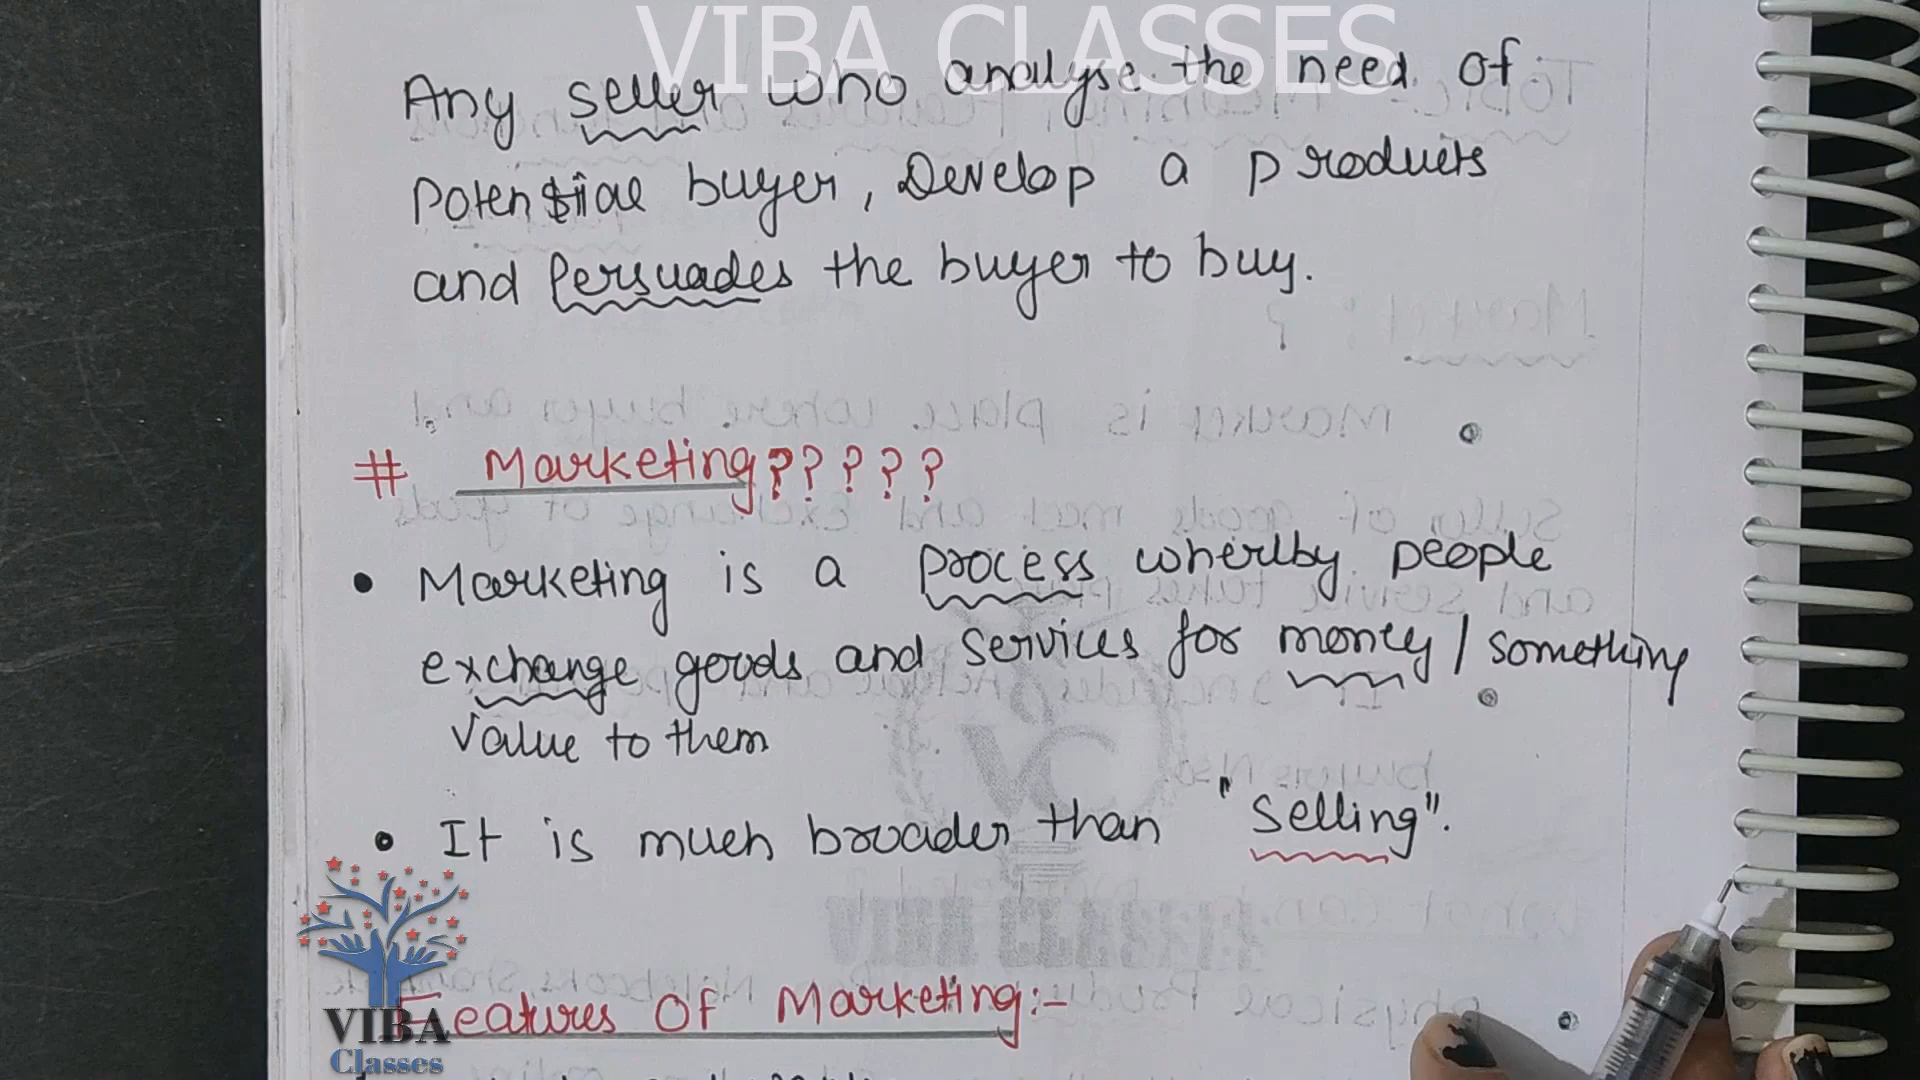 VIBA CLASSES
Any seller who analyse the need of
Potential buyer, Develop a products
and Persuades the buyer to buy.
# Marketing?????
• Marketing is a process whereby people
exchange goods and services for money / something
value to them
• It is much broader than "Selling".
Features Of Marketing:-
VIBA
Classes